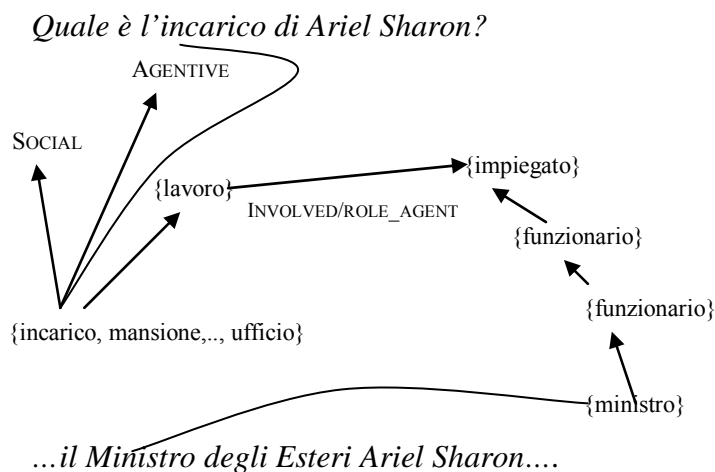 Quale è l'incarico di Ariel Sharon?
AGENTIVE
SOCIAL
{lavoro}
{impiegato}
INVOLVED/ROLE_AGENT
{funzionario}
{funzionario}
{incarico, mansione,.., ufficio}
{ministro}
…il Ministro degli Esteri Ariel Sharon….